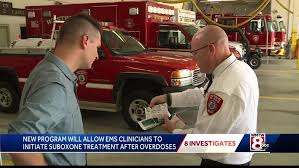 NEW PROGRAM WILL ALLOW EMS CLINICIANS TO
INITIATE SUBOXONE TREATMENT AFTER OVERDOSES
8 INVESTIGATES
8